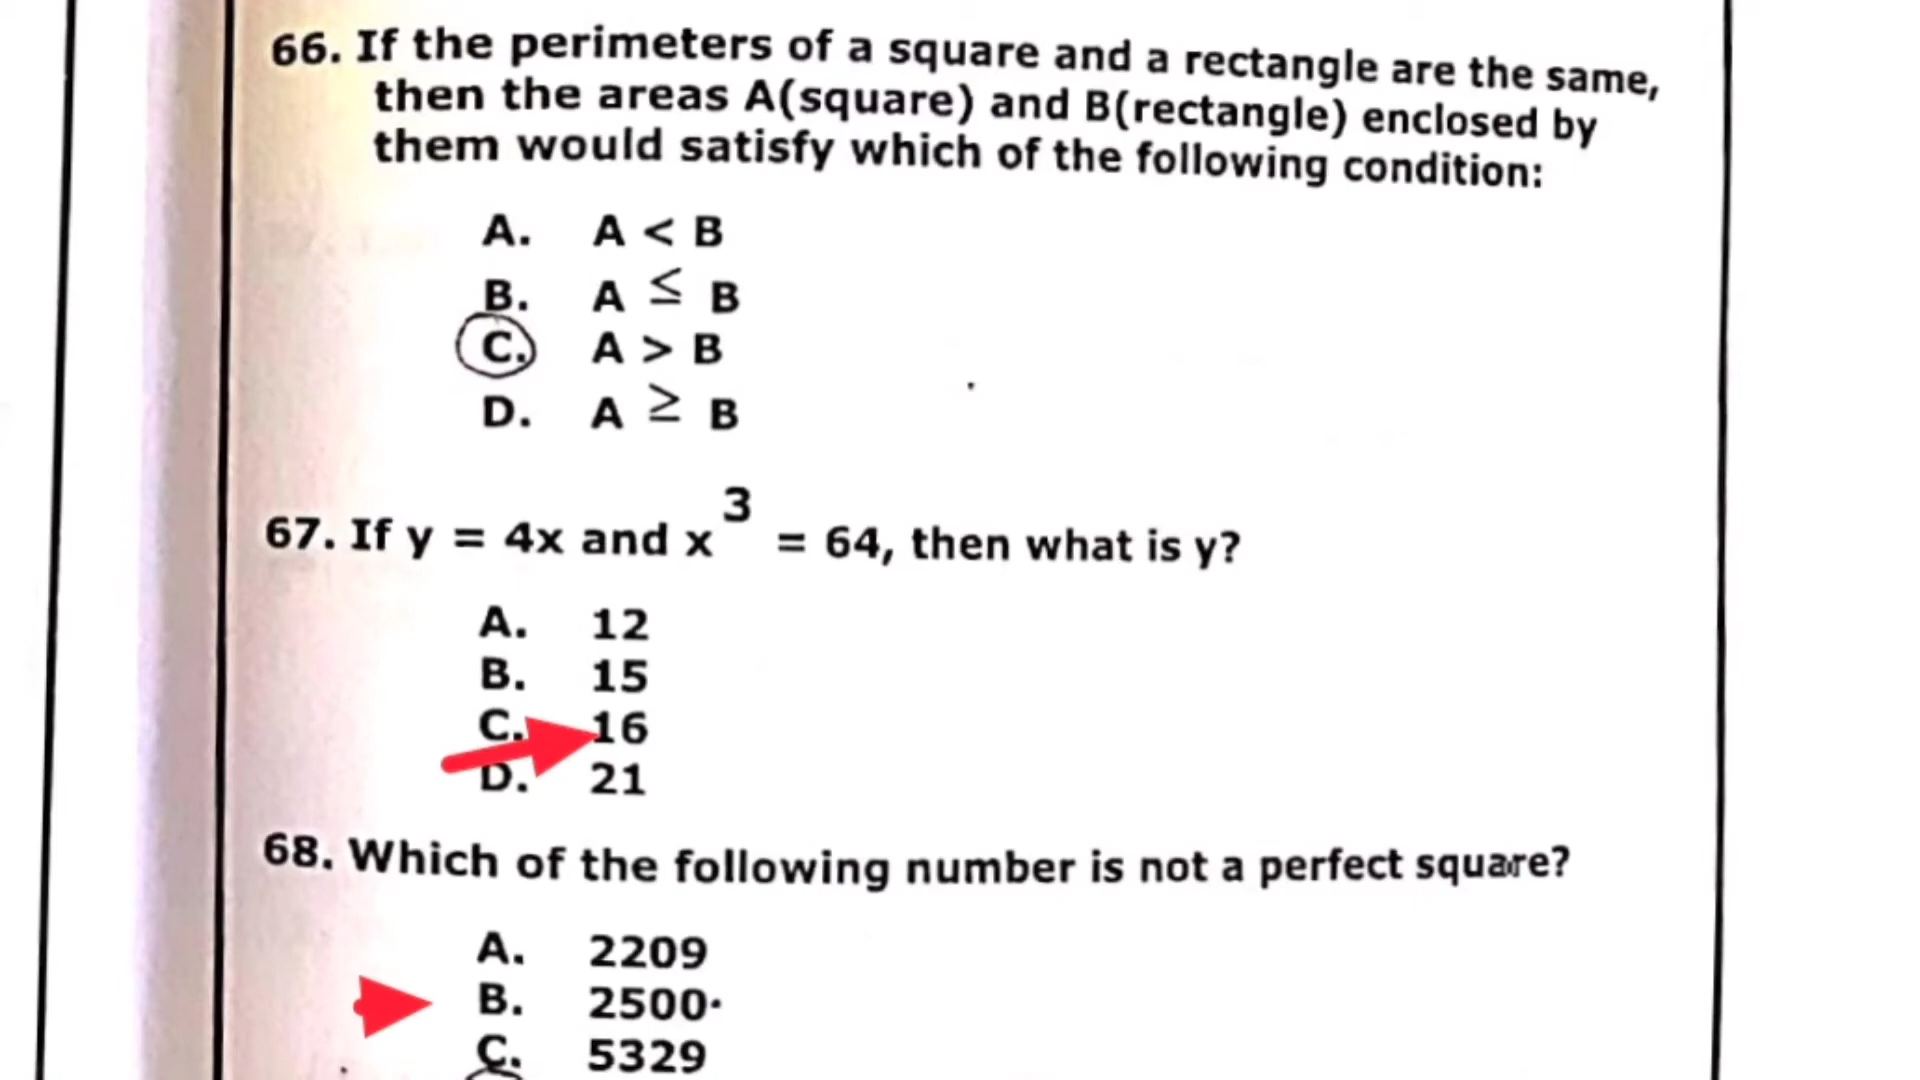 66. If the perimeters of a square and a rectangle are the same,
then the areas A(square) and B(rectangle) enclosed by
them would satisfy which of the following condition:
A. A < B
B. A ≤ B
C. A > B
D. A ≥ B
67. If y = 4x and x³ = 64, then what is y?
A. 12
B. 15
C. 16
D. 21
68. Which of the following number is not a perfect square?
A. 2209
B. 2500
C. 5329